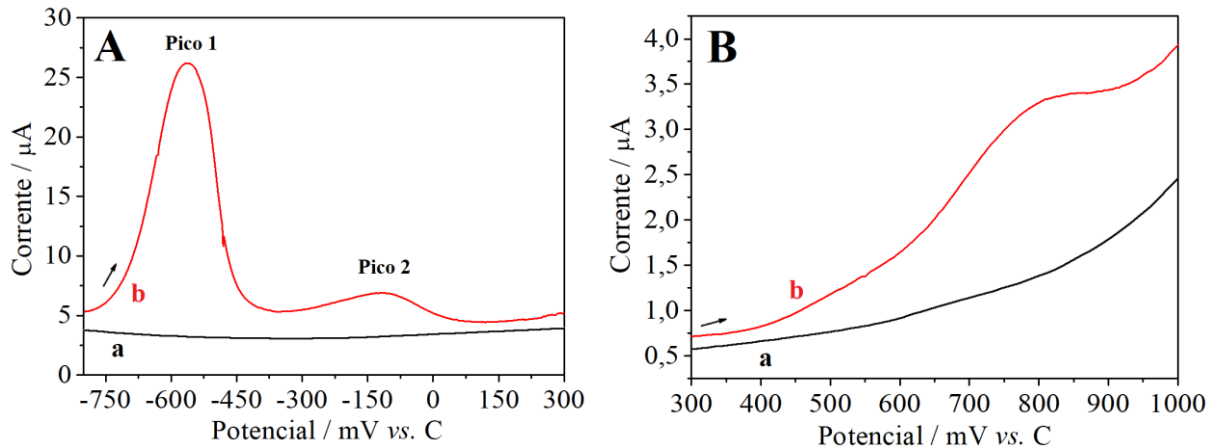 A
Pico 1
Pico 2
b
a
30
25
20
15
10
5
0
-750 -600 -450 -300 -150 0 150 300
Corrente / µA
Potencial / mV vs. C
B
b
a
4,0
3,5
3,0
2,5
2,0
1,5
1,0
0,5
300 400 500 600 700 800 900 1000
Corrente / µA
Potencial / mV vs. C